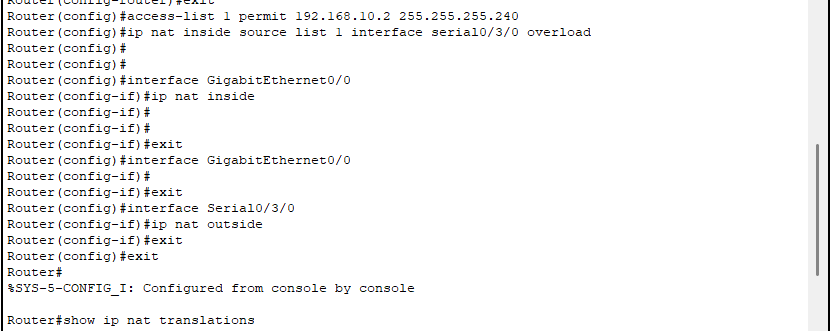 Router(config-router)#exit
Router(config)#access-list 1 permit 192.168.10.2 255.255.255.240
Router(config)#ip nat inside source list 1 interface serial0/3/0 overload
Router(config)#
Router(config)#
Router(config)#interface GigabitEthernet0/0
Router(config-if)#ip nat inside
Router(config-if)#
Router(config-if)#
Router(config-if)#exit
Router(config)#interface GigabitEthernet0/0
Router(config-if)#
Router(config-if)#exit
Router(config)#interface Serial0/3/0
Router(config-if)#ip nat outside
Router(config-if)#exit
Router(config)#exit
Router#
%SYS-5-CONFIG_I: Configured from console by console
Router#show ip nat translations